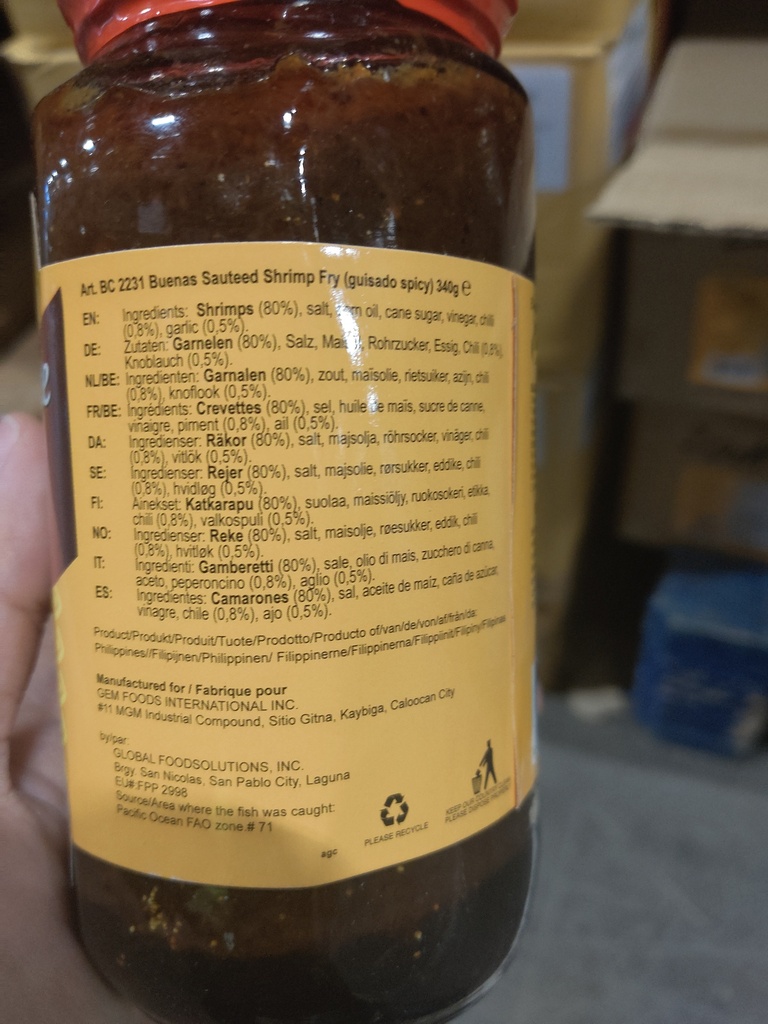 Art. BC 2231 Buenas Sauteed Shrimp Fry (guisado spicy) 340g e
EN: Ingredients: Shrimps (80%), salt, corn oil, cane sugar, vinegar, chili
(0,8%), garlic (0,5%).
DE: Zutaten: Garnelen (80%), Salz, Rohrzucker, Essig, Chili (0,8%),
Knoblauch (0,5%).
NL/BE: Ingredienten: Garnalen (80%), zout, maïsolie, rietsuiker, azijn, chili
(0,8%), knoflook (0,5%).
FR/BE: Ingrédients: Crevettes (80%), sel, huile de maïs, sucre de canne,
vinaigre, piment (0,8%), ail (0,5%).
DA: Ingredienser: Räkor (80%), salt, majsolja, rörsocker, vinäger, chili
(0,8%), vitlök (0,5%).
SE: Ingredienser: Rejer (80%), salt, majsolie, rørsukker, eddike, chili
(0,8%), hvidløg (0,5%).
FI: Ainekset: Katkarapu (80%), suolaa, maissiöljy, ruokosokeri, etikka,
chili (0,8%), valkospuli (0,5%).
NO: Ingredienser: Reke (80%), salt, maisolje, røesukker, eddik, chili
(0,8%), hvitløk (0,5%).
IT: Ingredienti: Gamberetti (80%), sale, olio di mais, zucchero di canna,
aceto, peperoncino (0,8%), aglio (0,5%).
ES: Ingredientes: Camarones (80%), sal, aceite de maíz, caña de azúcar,
vinagre, chile (0,8%), ajo (0,5%).
Product/Produkt/Produit/Tuote/Prodotto/Producto of/van/de/von/af/från/da:
Philippines//Filipijnen/Philippinen/ Filippinerne/Filippinerna/Filippiinit/Filipiny/Filipinas
Manufactured for / Fabrique pour
GEM FOODS INTERNATIONAL INC.
#11 MGM Industrial Compound, Sitio Gitna, Kaybiga, Caloocan City
by/par:
GLOBAL FOODSOLUTIONS, INC.
Brgy. San Nicolas. San Pablo City, Laguna
EU#:FPP 2998
Source/Area where the fish was caught:
Pacific Ocean FAO zone.# 71
agc
PLEASE RECYCLE
KEEP OUR COUNTRY CLEAN
PLEASE DISPOSE PROPERLY